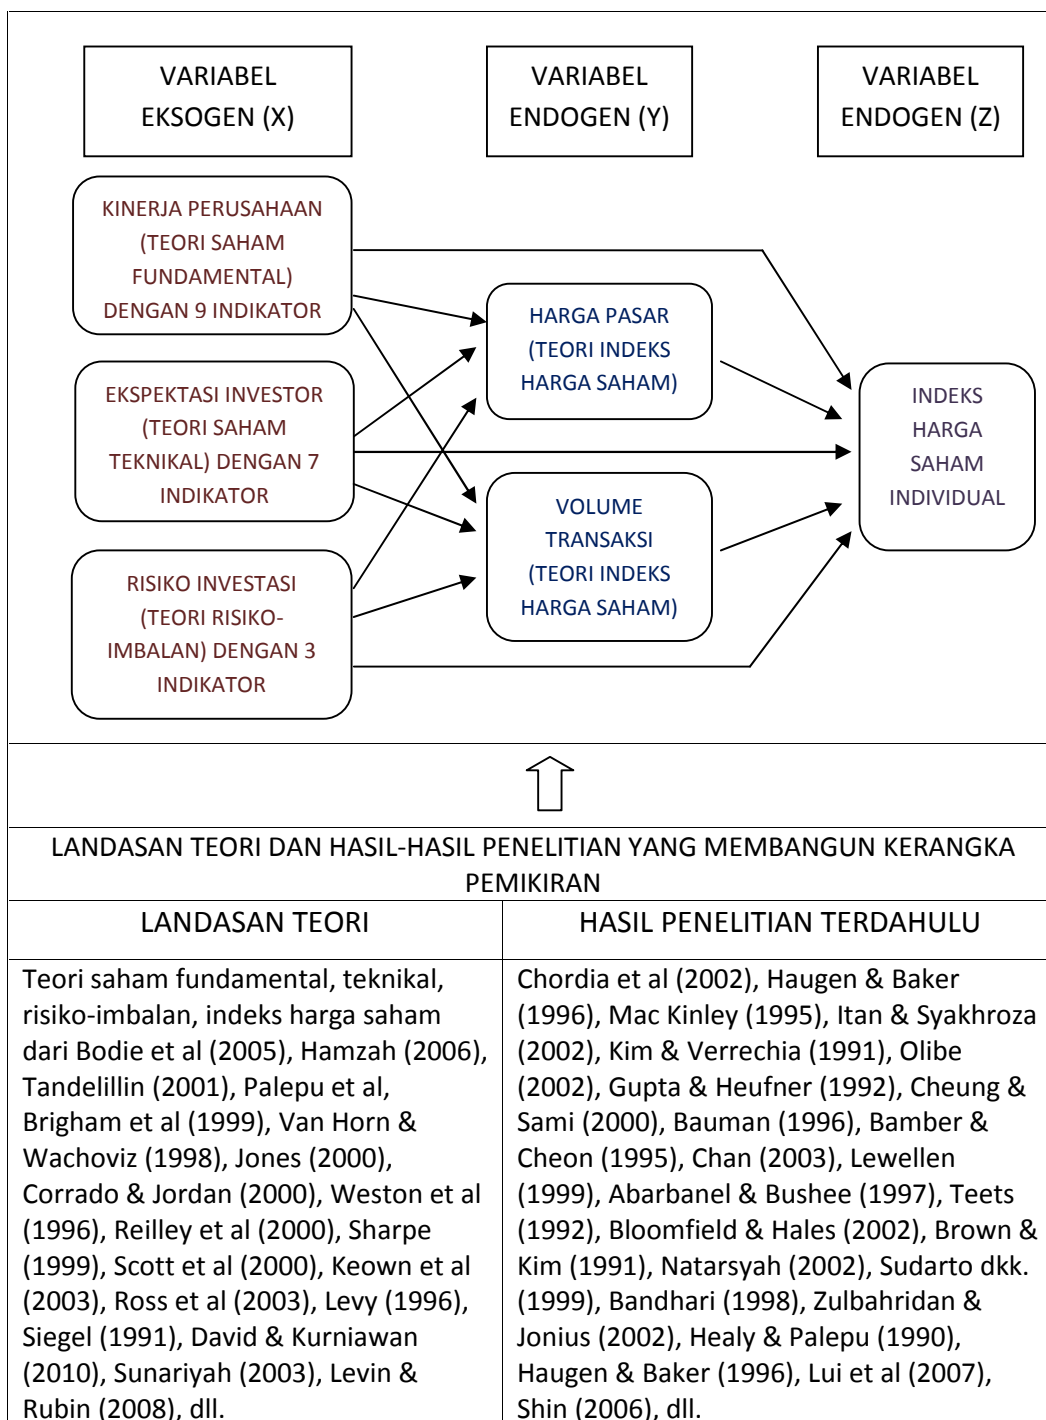 VARIABEL
EKSOGEN (X)
VARIABEL
ENDOGEN (Y)
VARIABEL
ENDOGEN (Z)
KINERJA PERUSAHAAN
(TEORI SAHAM
FUNDAMENTAL)
DENGAN 9 INDIKATOR
EKSPEKTASI INVESTOR
(TEORI SAHAM
TEKNIKAL) DENGAN 7
INDIKATOR
RISIKO INVESTASI
(TEORI RISIKO-
IMBALAN) DENGAN 3
INDIKATOR
HARGA PASAR
(TEORI INDEKS
HARGA SAHAM)
VOLUME
TRANSAKSI
(TEORI INDEKS
HARGA SAHAM)
INDEKS
HARGA
SAHAM
INDIVIDUAL
LANDASAN TEORI DAN HASIL-HASIL PENELITIAN YANG MEMBANGUN KERANGKA
PEMIKIRAN
LANDASAN TEORI
Teori saham fundamental, teknikal,
risiko-imbalan, indeks harga saham
dari Bodie et al (2005), Hamzah (2006),
Tandelillin (2001), Palepu et al,
Brigham et al (1999), Van Horn &
Wachoviz (1998), Jones (2000),
Corrado & Jordan (2000), Weston et al
(1996), Reilley et al (2000), Sharpe
(1999), Scott et al (2000), Keown et al
(2003), Ross et al (2003), Levy (1996),
Siegel (1991), David & Kurniawan
(2010), Sunariyah (2003), Levin &
Rubin (2008), dll.
HASIL PENELITIAN TERDAHULU
Chordia et al (2002), Haugen & Baker
(1996), Mac Kinley (1995), Itan & Syakhroza
(2002), Kim & Verrechia (1991), Olibe
(2002), Gupta & Heufner (1992), Cheung &
Sami (2000), Bauman (1996), Bamber &
Cheon (1995), Chan (2003), Lewellen
(1999), Abarbanel & Bushee (1997), Teets
(1992), Bloomfield & Hales (2002), Brown &
Kim (1991), Natarsyah (2002), Sudarto dkk.
(1999), Bandhari (1998), Zulbahridan &
Jonius (2002), Healy & Palepu (1990),
Haugen & Baker (1996), Lui et al (2007),
Shin (2006), dll.